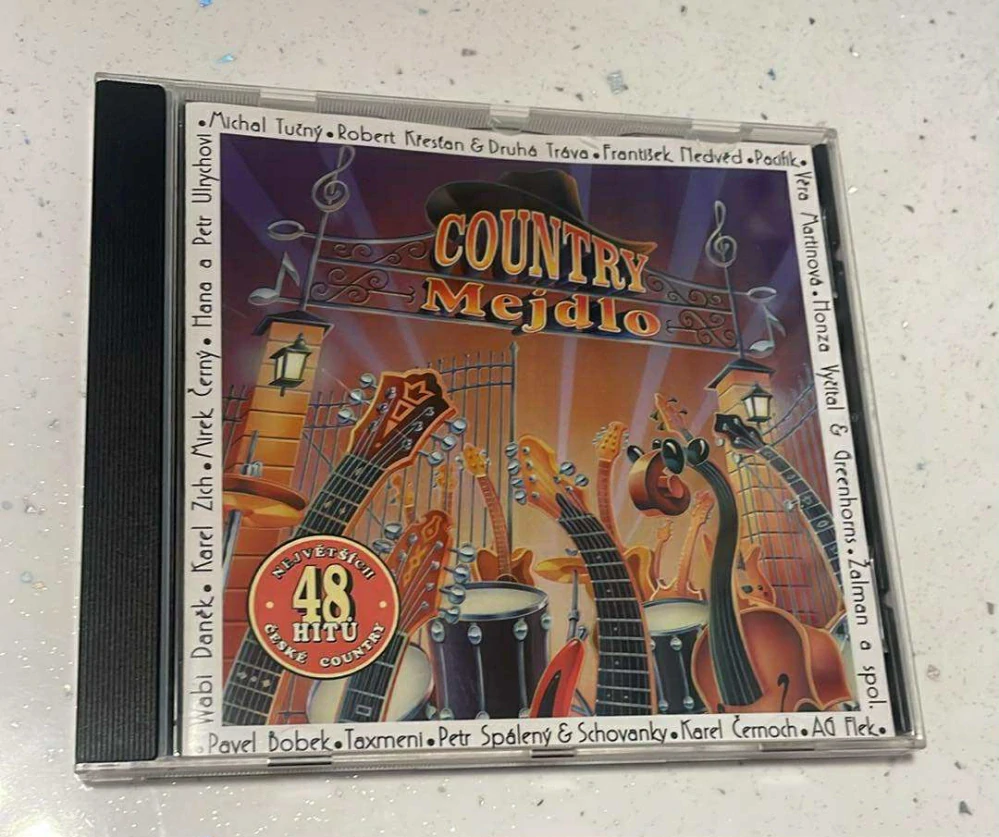 • Michal Tučný • Robert Křesťan & Druhá Tráva • František Nedvěd • Pacifik •
Věra Martinová • Honza Vyčítal & Greenhorns • Žalman a spol.
COUNTRY
Mejdlo
NEJVĚTŠÍCH
48
HITŮ
ČESKÉ COUNTRY
Wabi Daněk • Karel Zich • Mirek Černý • Hana a Petr Ulrychovi
• Pavel Bobek • Taxmeni • Petr Spálený & Schovanky • Karel Černoch • AG Flek •